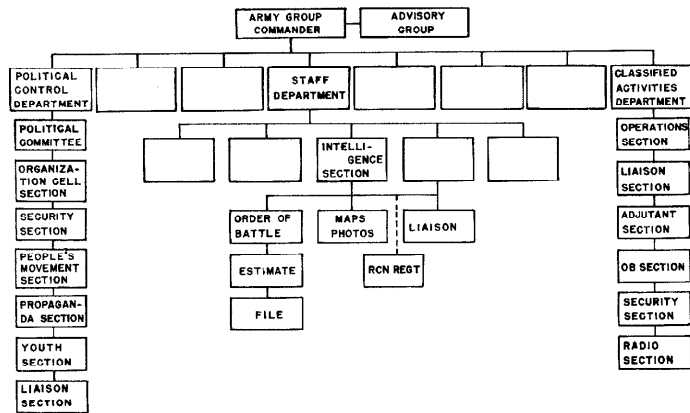 ARMY GROUP
COMMANDER
ADVISORY
GROUP
POLITICAL
CONTROL
DEPARTMENT
STAFF
DEPARTMENT
CLASSIFIED
ACTIVITIES
DEPARTMENT
POLITICAL
COMMITTEE
ORGANIZA-
TION CELL
SECTION
SECURITY
SECTION
PEOPLE'S
MOVEMENT
SECTION
PROPAGAN-
DA SECTION
YOUTH
SECTION
LIAISON
SECTION
INTELLI-
GENCE
SECTION
ORDER OF
BATTLE
MAPS
PHOTOS
LIAISON
ESTIMATE
RCN REGT
FILE
OPERATIONS
SECTION
LIAISON
SECTION
ADJUTANT
SECTION
OB SECTION
SECURITY
SECTION
RADIO
SECTION